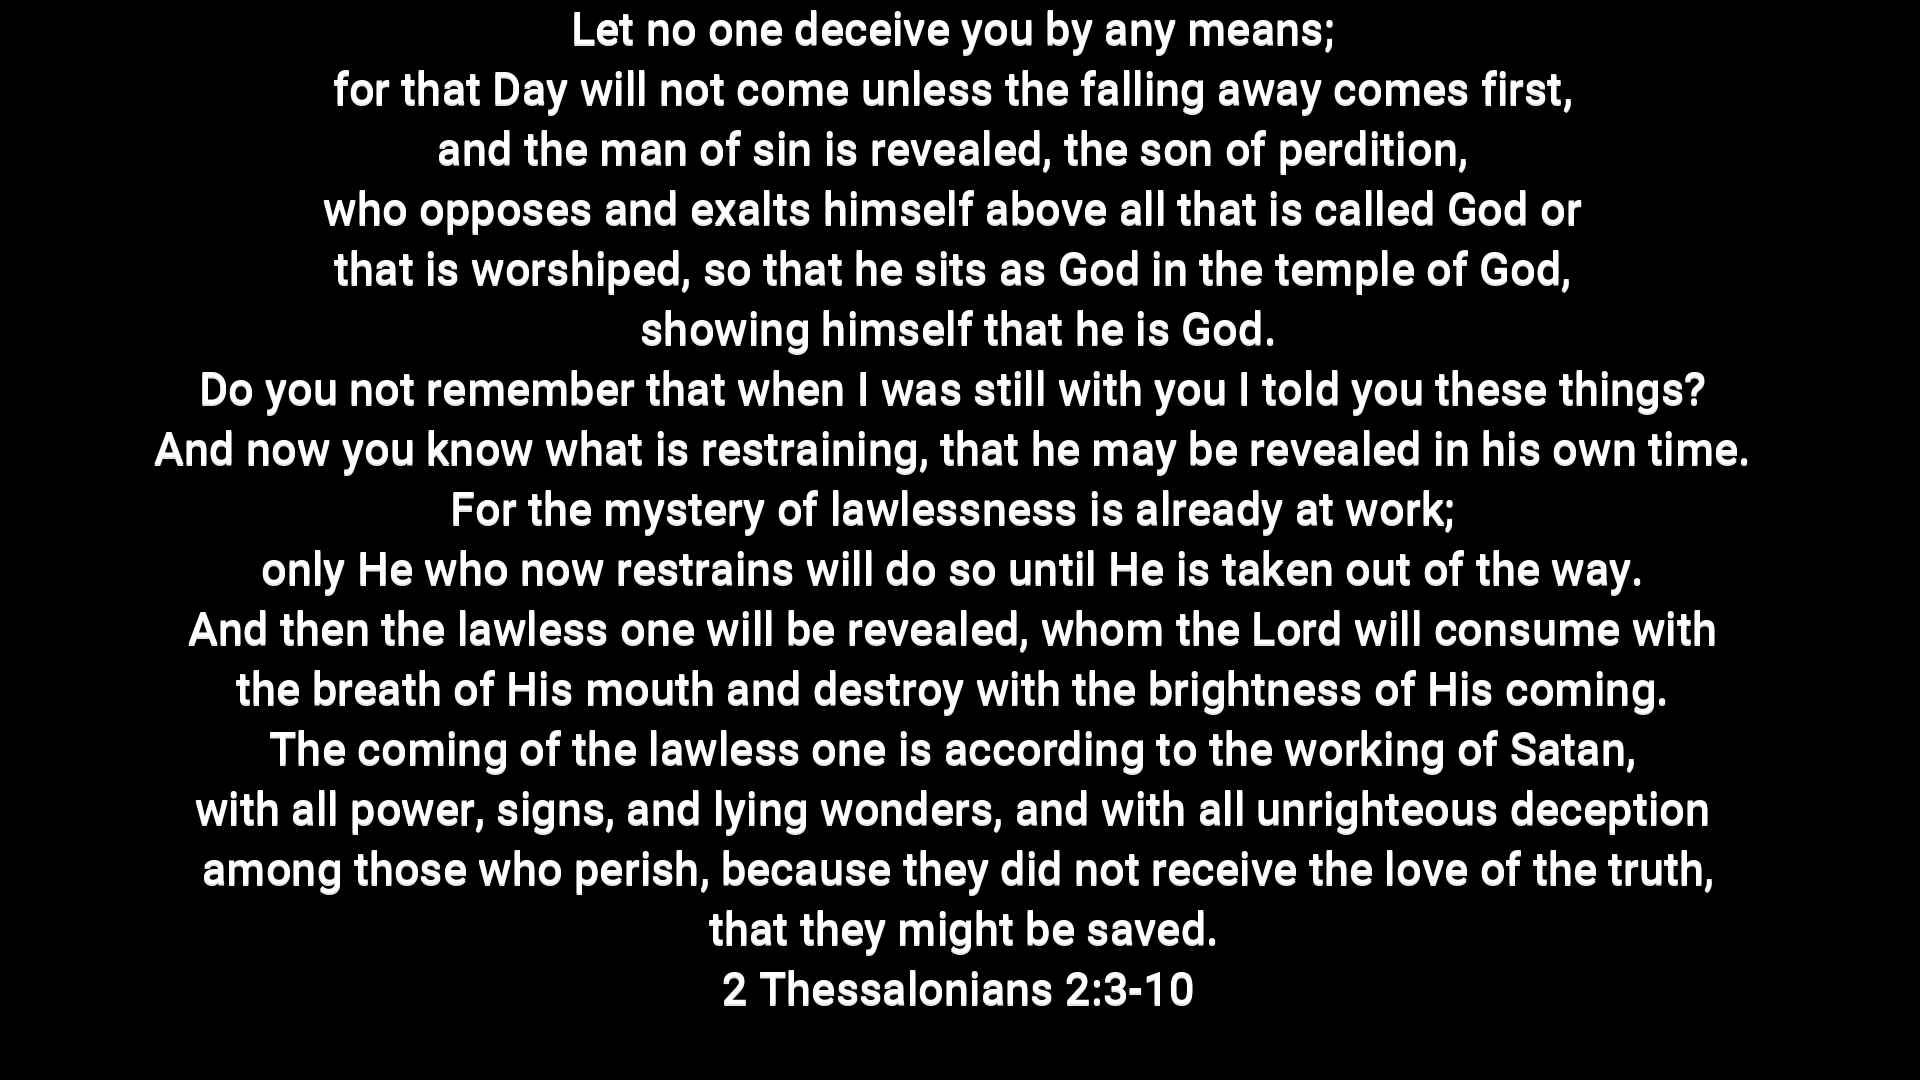 Let no one deceive you by any means;
for that Day will not come unless the falling away comes first,
and the man of sin is revealed, the son of perdition,
who opposes and exalts himself above all that is called God or
that is worshiped, so that he sits as God in the temple of God,
showing himself that he is God.
Do you not remember that when I was still with you I told you these things?
And now you know what is restraining, that he may be revealed in his own time.
For the mystery of lawlessness is already at work;
only He who now restrains will do so until He is taken out of the way.
And then the lawless one will be revealed, whom the Lord will consume with
the breath of His mouth and destroy with the brightness of His coming.
The coming of the lawless one is according to the working of Satan,
with all power, signs, and lying wonders, and with all unrighteous deception
among those who perish, because they did not receive the love of the truth,
that they might be saved.
2 Thessalonians 2:3-10